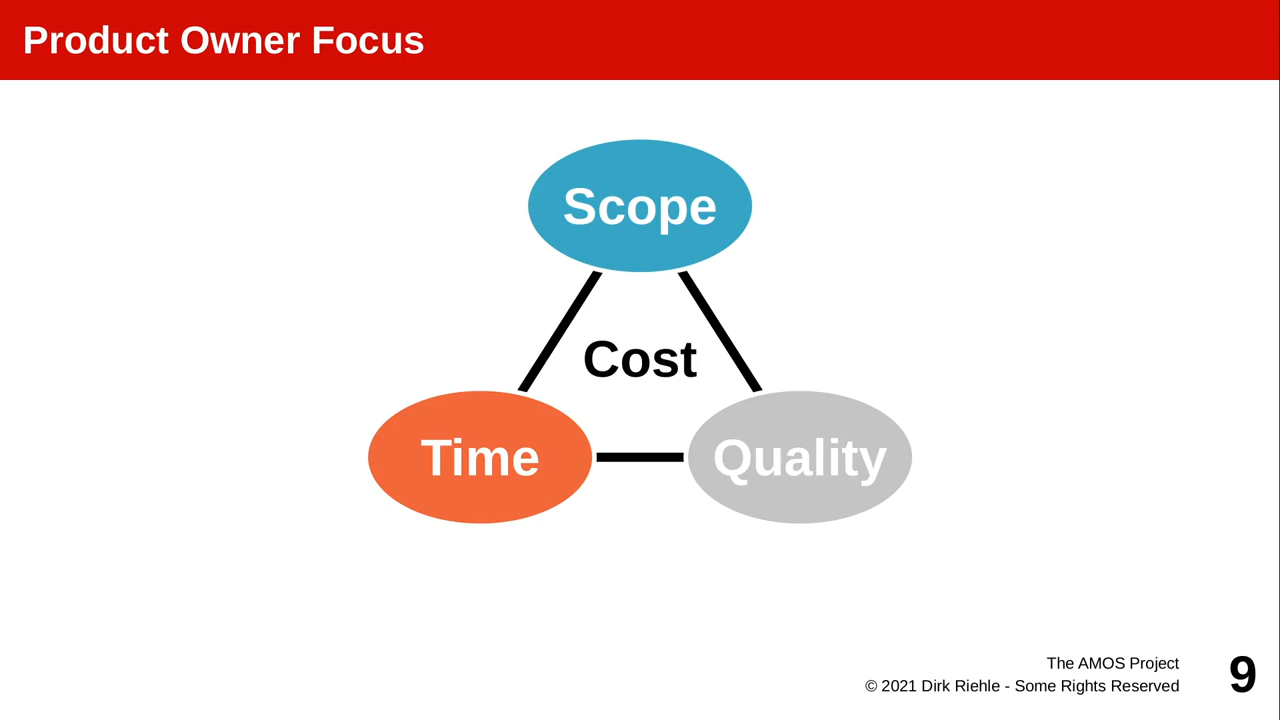 Product Owner Focus
Scope
Cost
Time
Quality
The AMOS Project
© 2021 Dirk Riehle - Some Rights Reserved
9